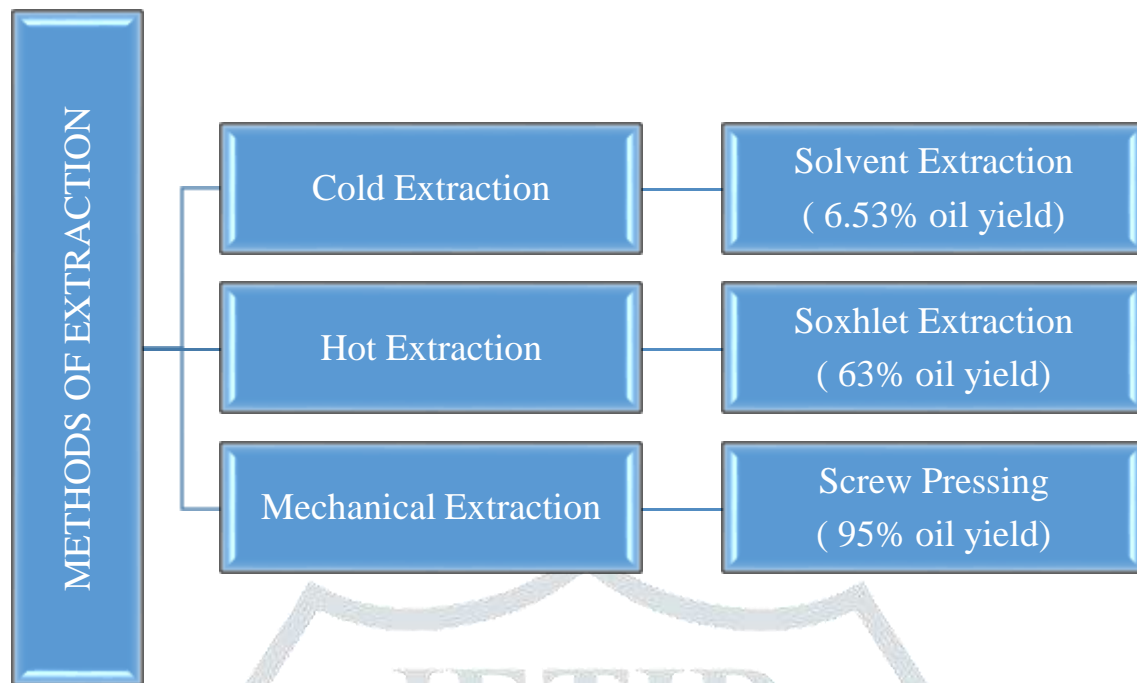 METHODS OF EXTRACTION
Cold Extraction
Solvent Extraction
( 6.53% oil yield)
Hot Extraction
Soxhlet Extraction
( 63% oil yield)
Mechanical Extraction
Screw Pressing
( 95% oil yield)
JETIR